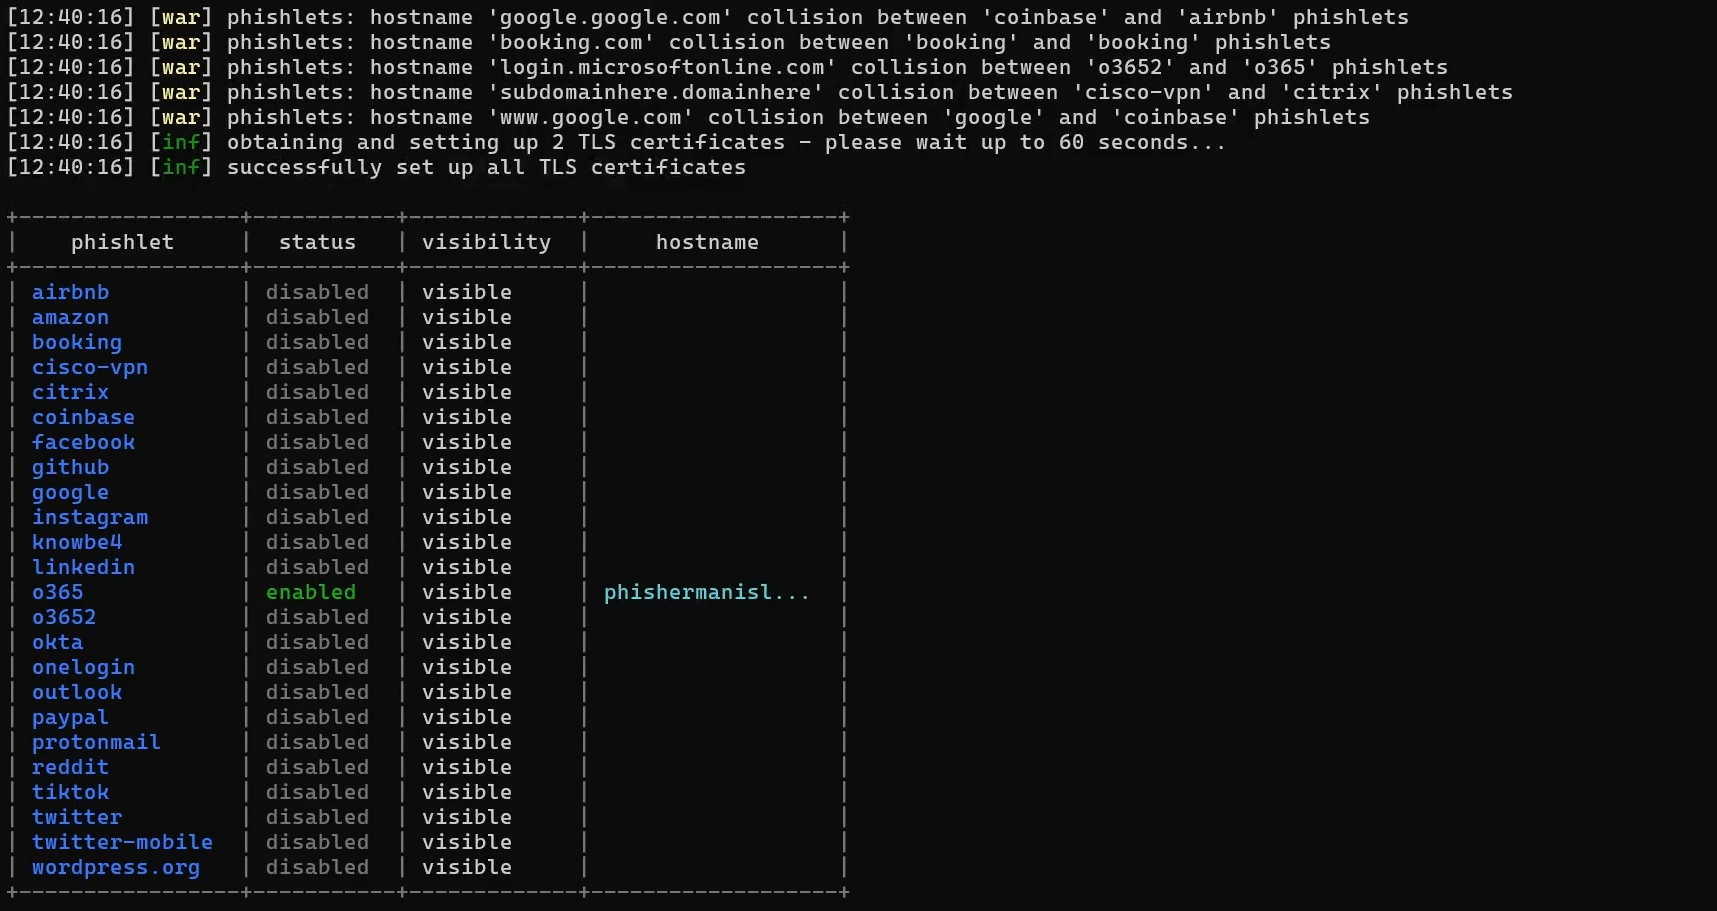 [12:40:16] [war] phishlets: hostname 'google.google.com' collision between 'coinbase' and 'airbnb' phishlets
[12:40:16] [war] phishlets: hostname 'booking.com' collision between 'booking' and 'booking' phishlets
[12:40:16] [war] phishlets: hostname 'login.microsoftonline.com' collision between 'o3652' and 'o365' phishlets
[12:40:16] [war] phishlets: hostname 'subdomainhere.domainhere' collision between 'cisco-vpn' and 'citrix' phishlets
[12:40:16] [war] phishlets: hostname 'www.google.com' collision between 'google' and 'coinbase' phishlets
[12:40:16] [inf] obtaining and setting up 2 TLS certificates - please wait up to 60 seconds...
[12:40:16] [inf] successfully set up all TLS certificates
+-----------------+-----------+-------------+-------------------+
| phishlet | status | visibility | hostname |
+-----------------+-----------+-------------+-------------------+
| airbnb | disabled | visible | |
| amazon | disabled | visible | |
| booking | disabled | visible | |
| cisco-vpn | disabled | visible | |
| citrix | disabled | visible | |
| coinbase | disabled | visible | |
| facebook | disabled | visible | |
| github | disabled | visible | |
| google | disabled | visible | |
| instagram | disabled | visible | |
| knowbe4 | disabled | visible | |
| linkedin | disabled | visible | |
| o365 | enabled | visible | phishermanisl... |
| o3652 | disabled | visible | |
| okta | disabled | visible | |
| onelogin | disabled | visible | |
| outlook | disabled | visible | |
| paypal | disabled | visible | |
| protonmail | disabled | visible | |
| reddit | disabled | visible | |
| tiktok | disabled | visible | |
| twitter | disabled | visible | |
| twitter-mobile | disabled | visible | |
| wordpress.org | disabled | visible | |
+-----------------+-----------+-------------+-------------------+